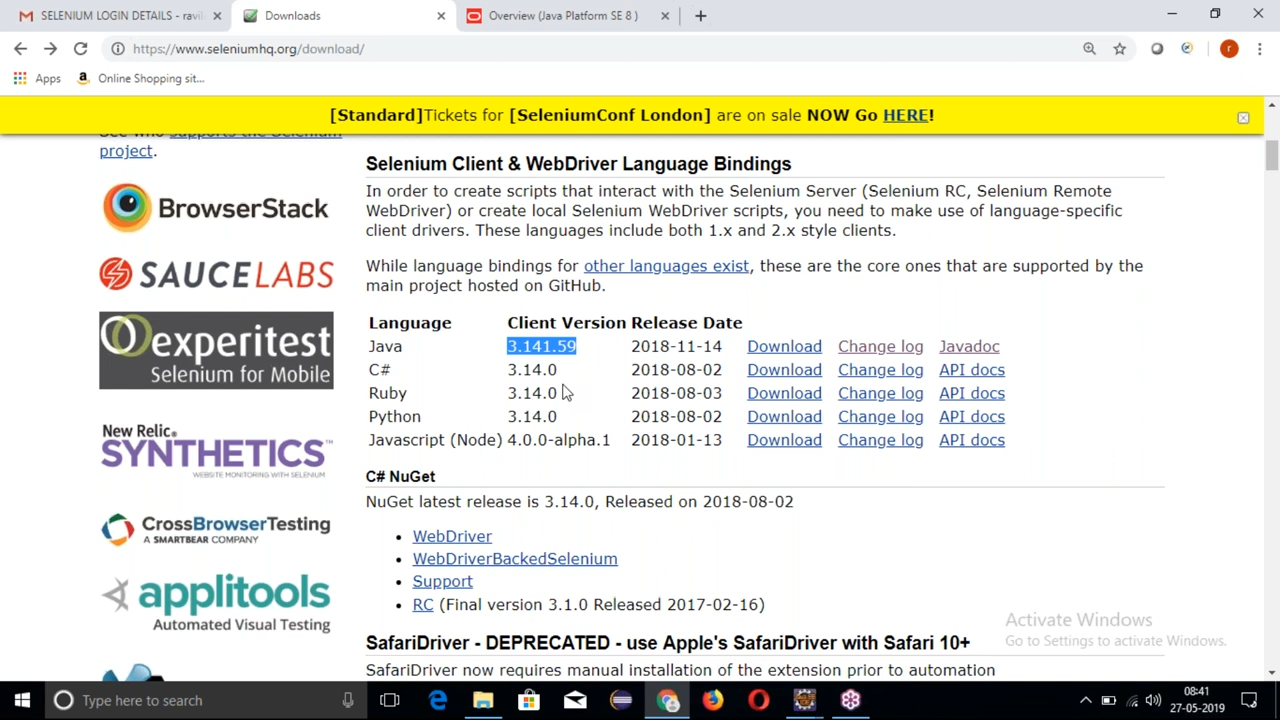 SELENIUM LOGIN DETAILS - ravil
Downloads
Overview (Java Platform SE 8 )
https://www.seleniumhq.org/download/
r
Apps
Online Shopping sit...
[Standard]Tickets for [SeleniumConf London] are on sale NOW Go HERE!
See who supports the Selenium
project.
BrowserStack
SAUCELABS
experitest
Selenium for Mobile
New Relic.
SYNTHETICS
WEBSITE MONITORING WITH SELENIUM
CROSSBROWSERTESTING
A SMARTBEAR COMPANY
applitools
Automated Visual Testing
Selenium Client & WebDriver Language Bindings
In order to create scripts that interact with the Selenium Server (Selenium RC, Selenium Remote
WebDriver) or create local Selenium WebDriver scripts, you need to make use of language-specific
client drivers. These languages include both 1.x and 2.x style clients.
While language bindings for other languages exist, these are the core ones that are supported by the
main project hosted on GitHub.
Language Client Version Release Date
Java 3.141.59 2018-11-14 Download Change log Javadoc
C# 3.14.0 2018-08-02 Download Change log API docs
Ruby 3.14.0 2018-08-03 Download Change log API docs
Python 3.14.0 2018-08-02 Download Change log API docs
Javascript (Node) 4.0.0-alpha.1 2018-01-13 Download Change log API docs
C# NuGet
NuGet latest release is 3.14.0, Released on 2018-08-02
• WebDriver
• WebDriverBackedSelenium
• Support
• RC (Final version 3.1.0 Released 2017-02-16)
SafariDriver - DEPRECATED - use Apple's SafariDriver with Safari 10+
SafariDriver now requires manual installation of the extension prior to automation
Activate Windows
Go to Settings to activate Windows.
Type here to search
08:41
27-05-2019